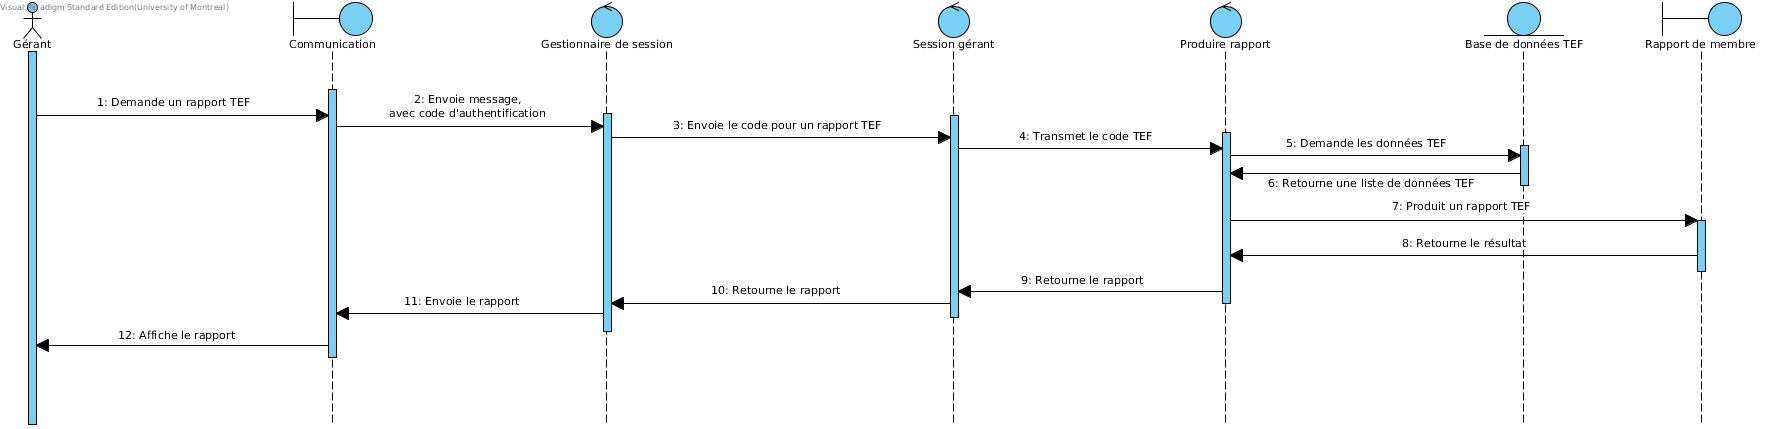 Visual Paradigm Standard Edition(University of Montreal)
Gérant
Communication
Gestionnaire de session
Session gérant
Produire rapport
Base de données TEF
Rapport de membre
1: Demande un rapport TEF
2: Envoie message,
avec code d'authentification
3: Envoie le code pour un rapport TEF
4: Transmet le code TEF
5: Demande les données TEF
6: Retourne une liste de données TEF
7: Produit un rapport TEF
8: Retourne le résultat
9: Retourne le rapport
10: Retourne le rapport
11: Envoie le rapport
12: Affiche le rapport